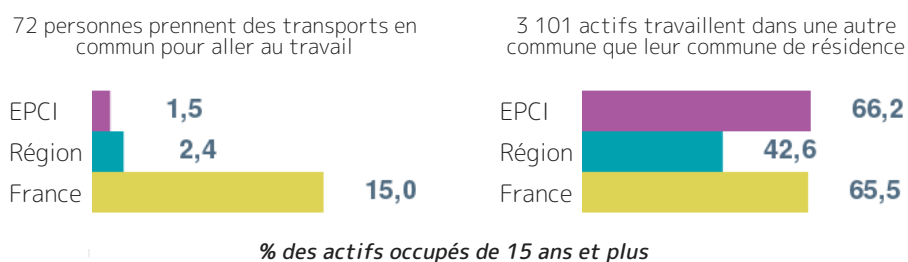 72 personnes prennent des transports en
commun pour aller au travail
EPCI 1,5
Région 2,4
France 15,0
3 101 actifs travaillent dans une autre
commune que leur commune de résidence
EPCI 66,2
Région 42,6
France 65,5
% des actifs occupés de 15 ans et plus